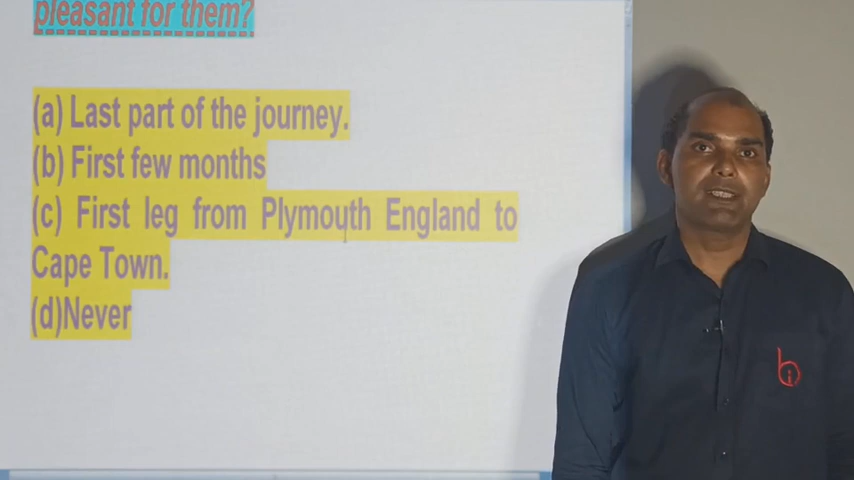 pleasant for them?
(a) Last part of the journey.
(b) First few months
(c) First leg from Plymouth England to
Cape Town.
(d)Never